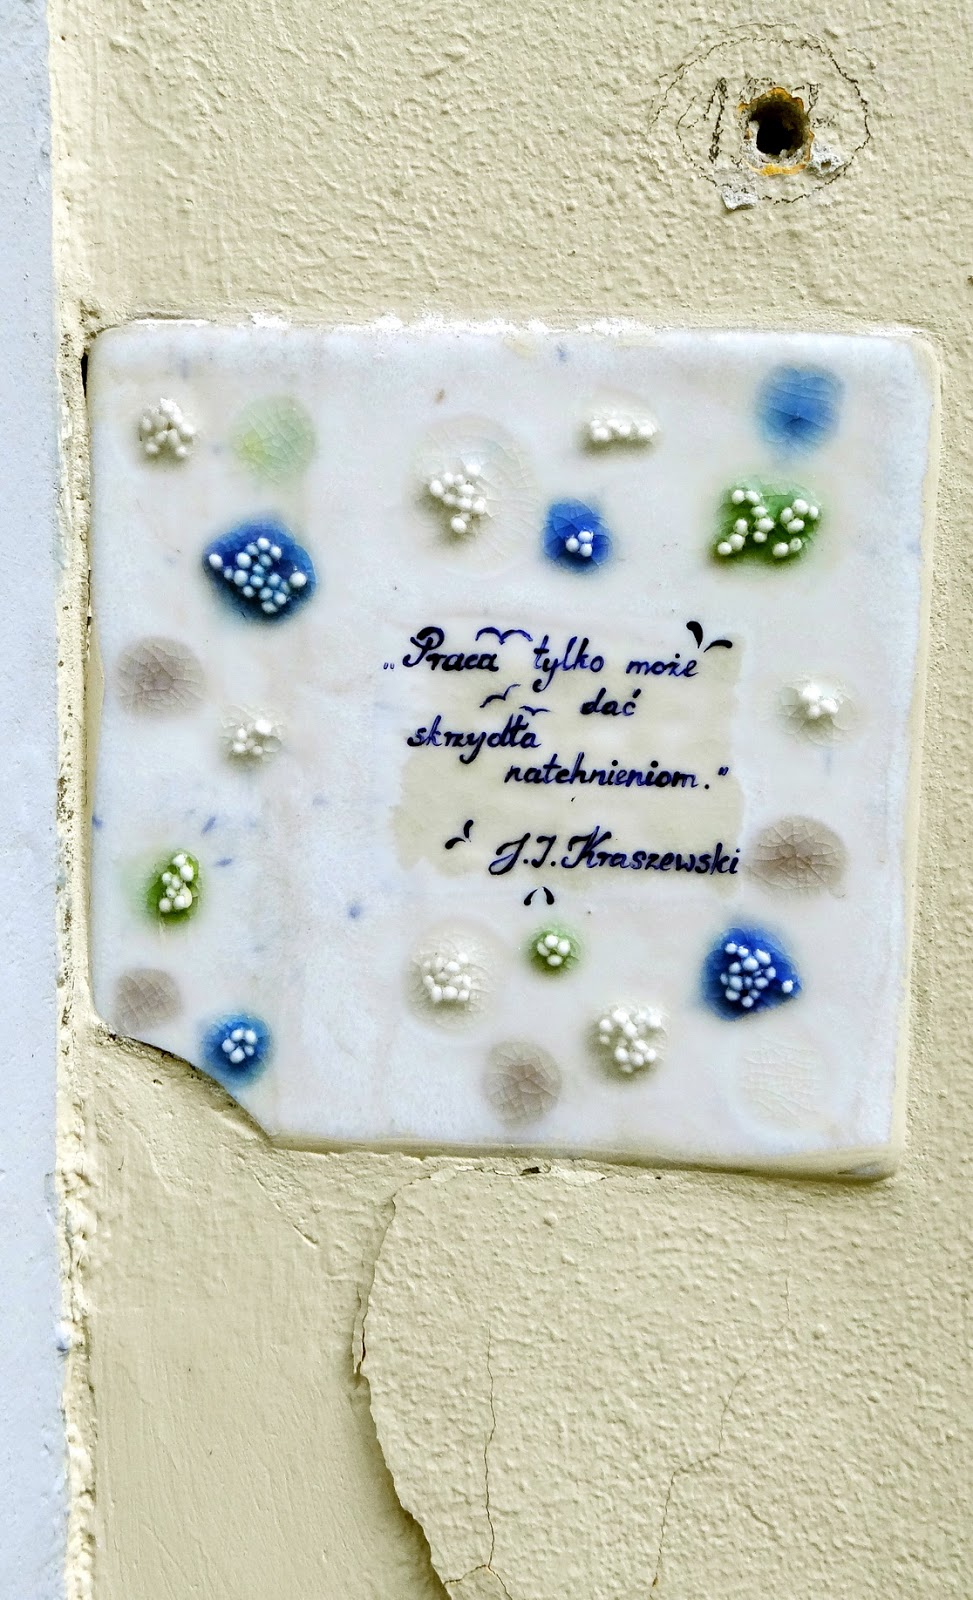 „Praca tylko może
dać
skrzydła
natchnieniom."
J.I. Kraszewski